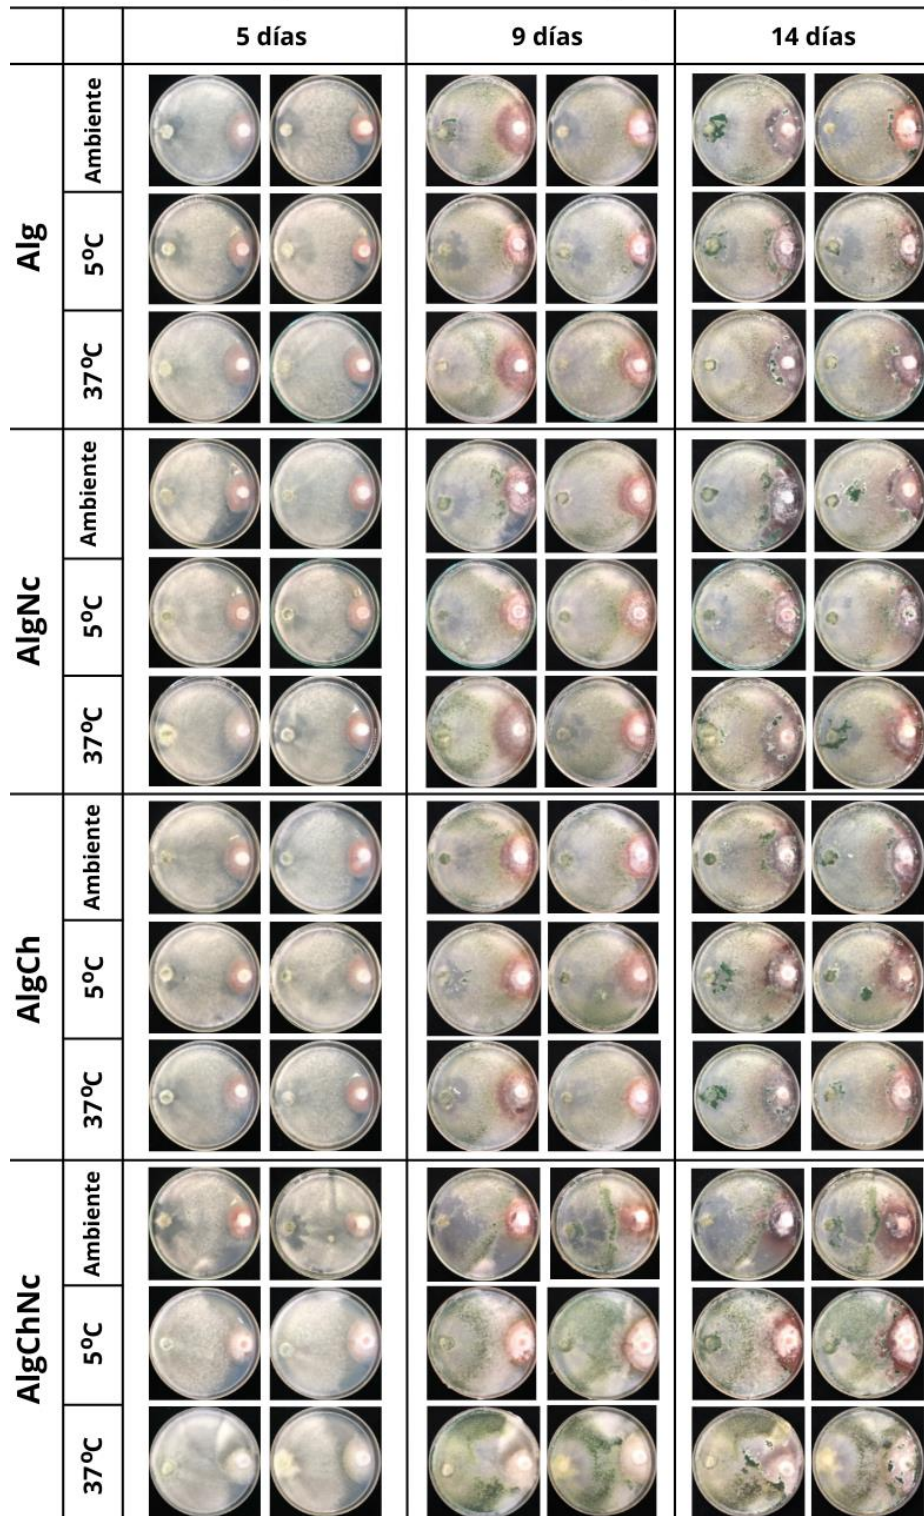 5 días 9 días 14 días
Alg
Ambiente
5ºC
37ºC
AlgNc
Ambiente
5ºC
37ºC
AlgCh
Ambiente
5ºC
37ºC
AlgChNc
Ambiente
5ºC
37ºC